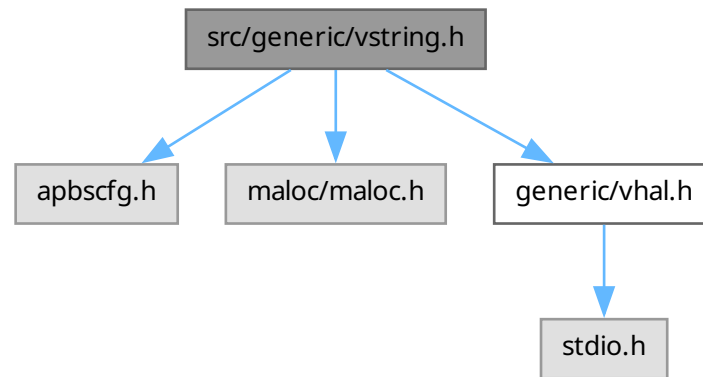 src/generic/vstring.h
apbscfg.h
maloc/maloc.h
generic/vhal.h
stdio.h